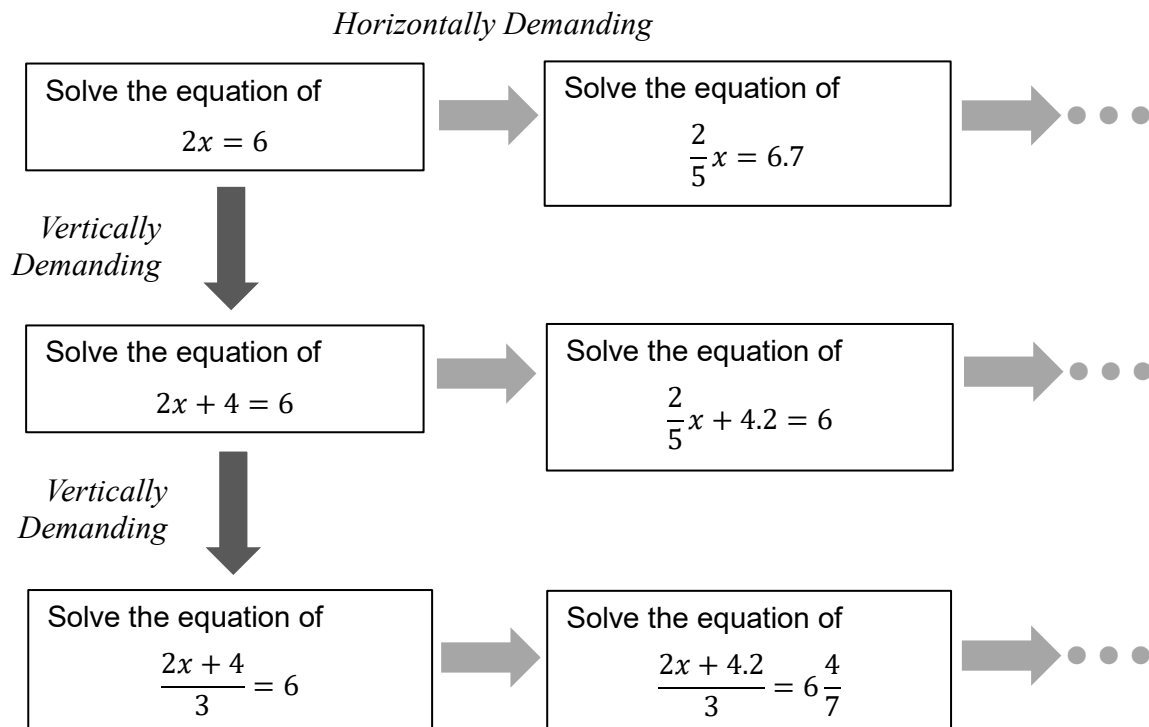 Horizontally Demanding
Solve the equation of
2x = 6
Solve the equation of
2/5 x = 6.7
Vertically
Demanding
Solve the equation of
2x + 4 = 6
Solve the equation of
2/5 x + 4.2 = 6
Vertically
Demanding
Solve the equation of
(2x + 4)/3 = 6
Solve the equation of
(2x + 4.2)/3 = 6 4/7